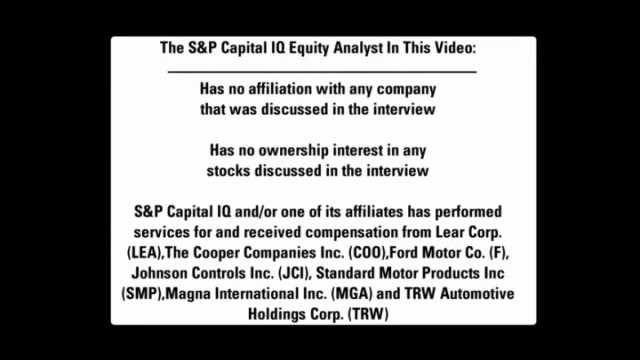 The S&P Capital IQ Equity Analyst In This Video:
Has no affiliation with any company
that was discussed in the interview
Has no ownership interest in any
stocks discussed in the interview
S&P Capital IQ and/or one of its affiliates has performed
services for and received compensation from Lear Corp.
(LEA),The Cooper Companies Inc. (COO),Ford Motor Co. (F),
Johnson Controls Inc. (JCI), Standard Motor Products Inc
(SMP),Magna International Inc. (MGA) and TRW Automotive
Holdings Corp. (TRW)